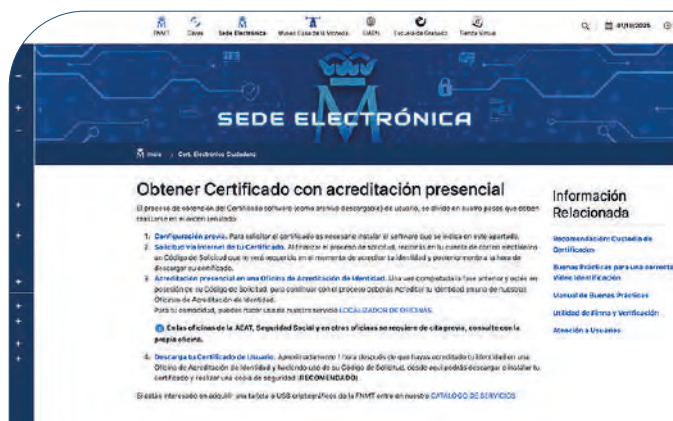 FNMT Ceres Sede Electrónica Museo Casa de la Moneda SIAEN Escuela de Grabado Tienda Virtual
01/10/2025
SEDE ELECTRÓNICA
Inicio Cert. Electrónico Ciudadano
Obtener Certificado con acreditación presencial
El proceso de obtención del Certificado software (como archivo descargable) de usuario, se divide en cuatro pasos que deben
realizarse en el orden señalado:
1. Configuración previa. Para solicitar el certificado es necesario instalar el software que se indica en este apartado.
2. Solicitud vía internet de tu Certificado. Al finalizar el proceso de solicitud, recibirás en tu cuenta de correo electrónico
un Código de Solicitud que te será requerido en el momento de acreditar tu identidad y posteriormente a la hora de
descargar su certificado.
3. Acreditación presencial en una Oficina de Acreditación de Identidad. Una vez completada la fase anterior y estés en
posesión de su Código de Solicitud, para continuar con el proceso deberás Acreditar tu Identidad en una de nuestras
Oficinas de Acreditación de Identidad.
Para tu comodidad, puedes hacer uso de nuestro servicio LOCALIZADOR DE OFICINAS.
En las oficinas de la AEAT, Seguridad Social y en otras oficinas se requiere de cita previa, consulte con la
propia oficina.
4. Descarga tu Certificado de Usuario. Aproximadamente 1 hora después de que hayas acreditado tu Identidad en una
Oficina de Acreditación de Identidad y haciendo uso de su Código de Solicitud, desde aquí podrás descargar e instalar tu
certificado y realizar una copia de seguridad (RECOMENDADO).
Si estás interesado en adquirir una tarjeta o USB criptográficos de la FNMT entre en nuestro CATÁLOGO DE SERVICIOS
Información
Relacionada
Recomendación: Custodia de
Certificados
Buenas Prácticas para una correcta
Video Identificación
Manual de Buenas Prácticas
Utilidad de Firma y Verificación
Atención a Usuarios